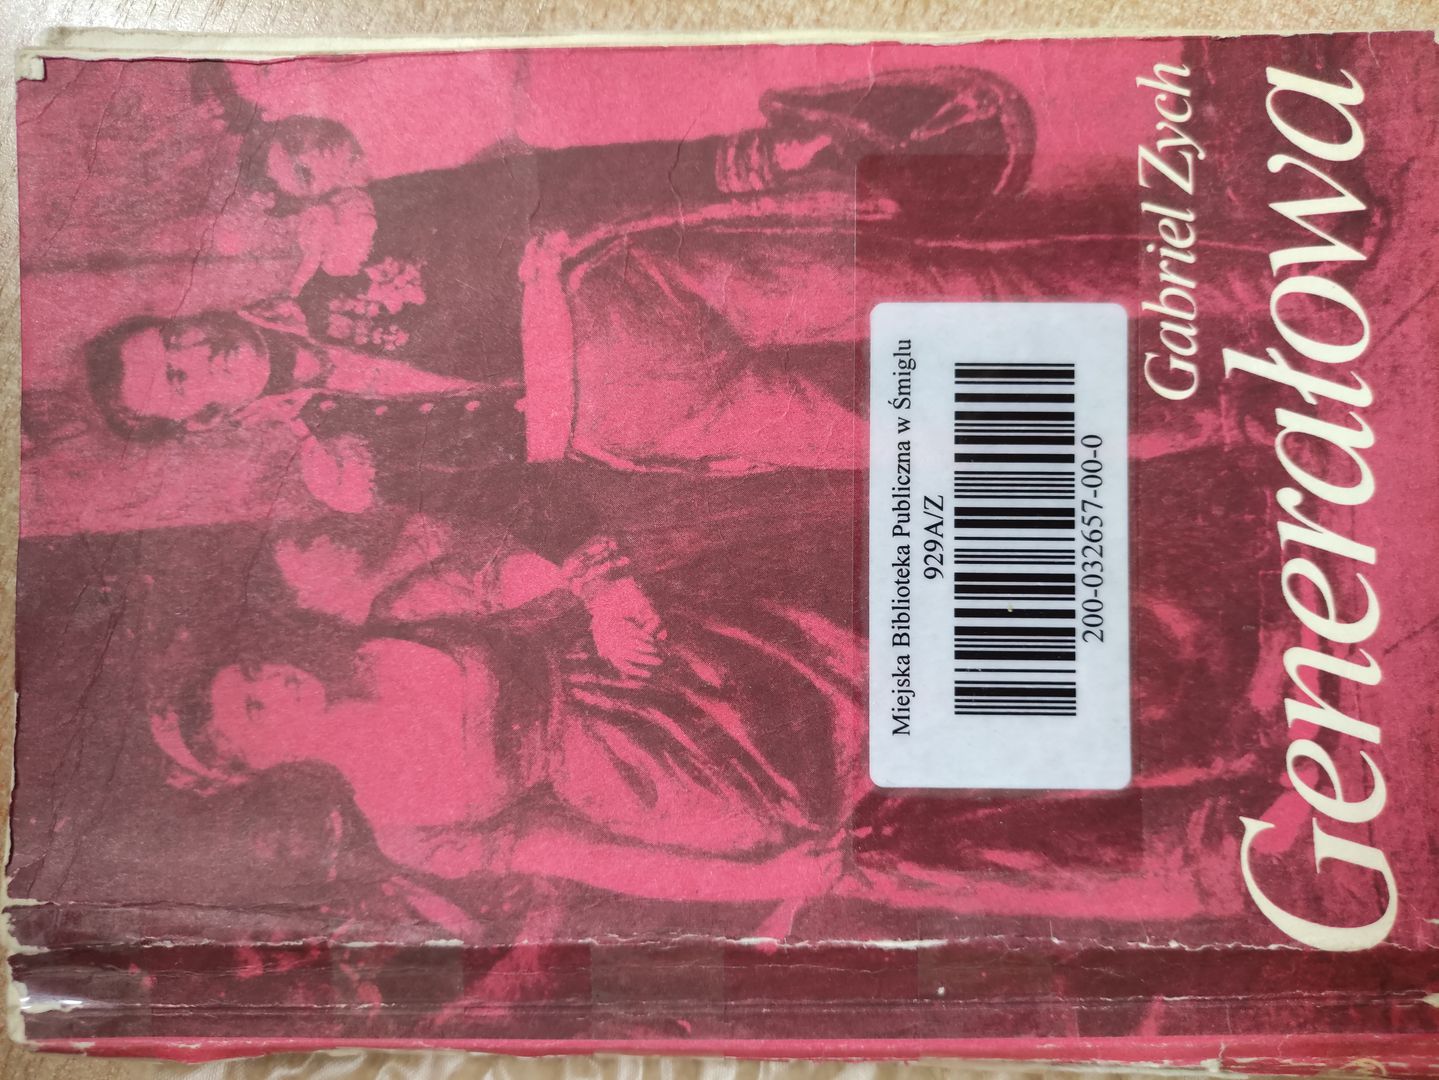 Miejska Biblioteka Publiczna w Śmiglu
929A/Z
200-032657-00-0
Gabriel Zych
Generałowa